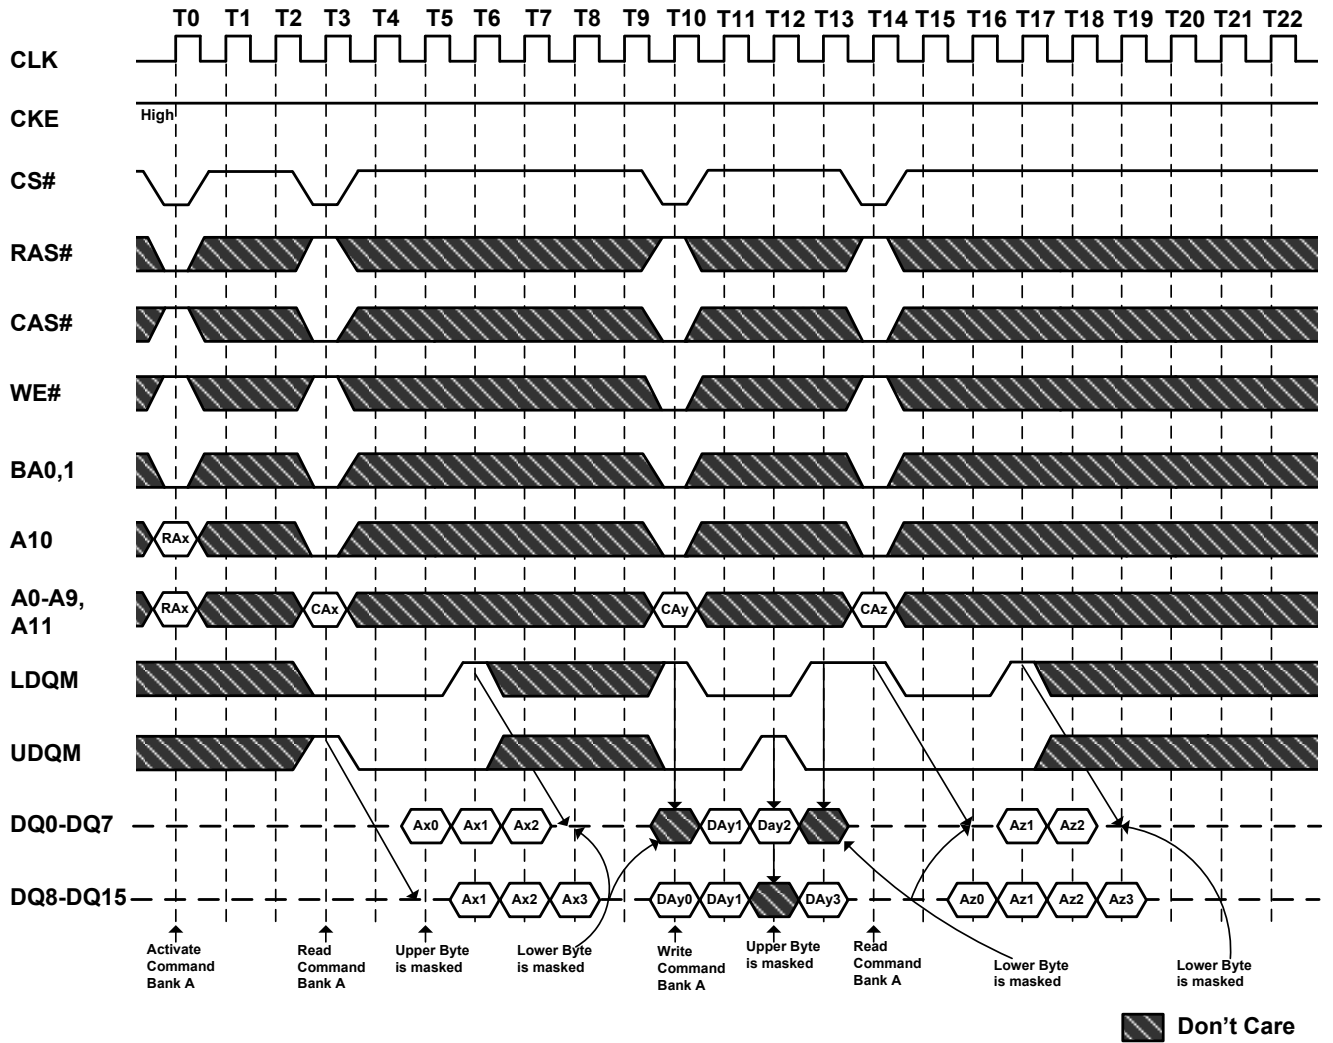 T0 T1 T2 T3 T4 T5 T6 T7 T8 T9 T10 T11 T12 T13 T14 T15 T16 T17 T18 T19 T20 T21 T22
CLK
CKE
High
CS#
RAS#
CAS#
WE#
BA0,1
A10
RAx
A0-A9,
A11
RAx CAx CAy CAz
LDQM
UDQM
DQ0-DQ7
Ax0 Ax1 Ax2 DAy1 Day2 Az1 Az2
DQ8-DQ15
Ax1 Ax2 Ax3 DAy0 DAy1 DAy3 Az0 Az1 Az2 Az3
Activate
Command
Bank A
Read
Command
Bank A
Upper Byte
is masked
Lower Byte
is masked
Write
Command
Bank A
Upper Byte
is masked
Read
Command
Bank A
Lower Byte
is masked
Lower Byte
is masked
Don't Care